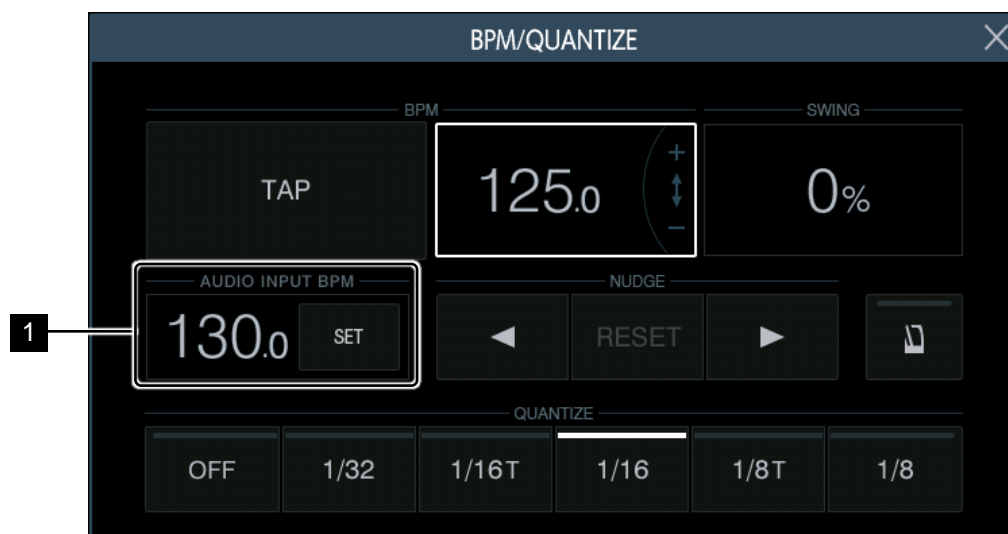 BPM/QUANTIZE
BPM
SWING
TAP
125.0
+
−
0%
AUDIO INPUT BPM
NUDGE
1
130.0
SET
RESET
QUANTIZE
OFF
1/32
1/16T
1/16
1/8T
1/8